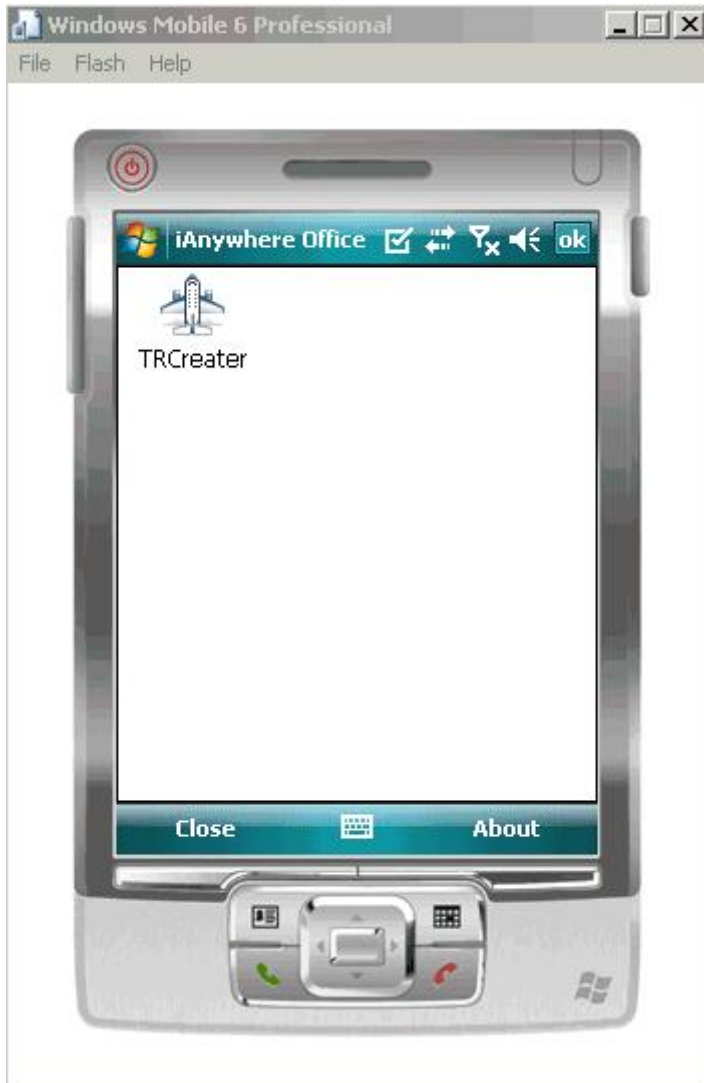 Windows Mobile 6 Professional
File Flash Help
iAnywhere Office ok
TRCreater
Close About